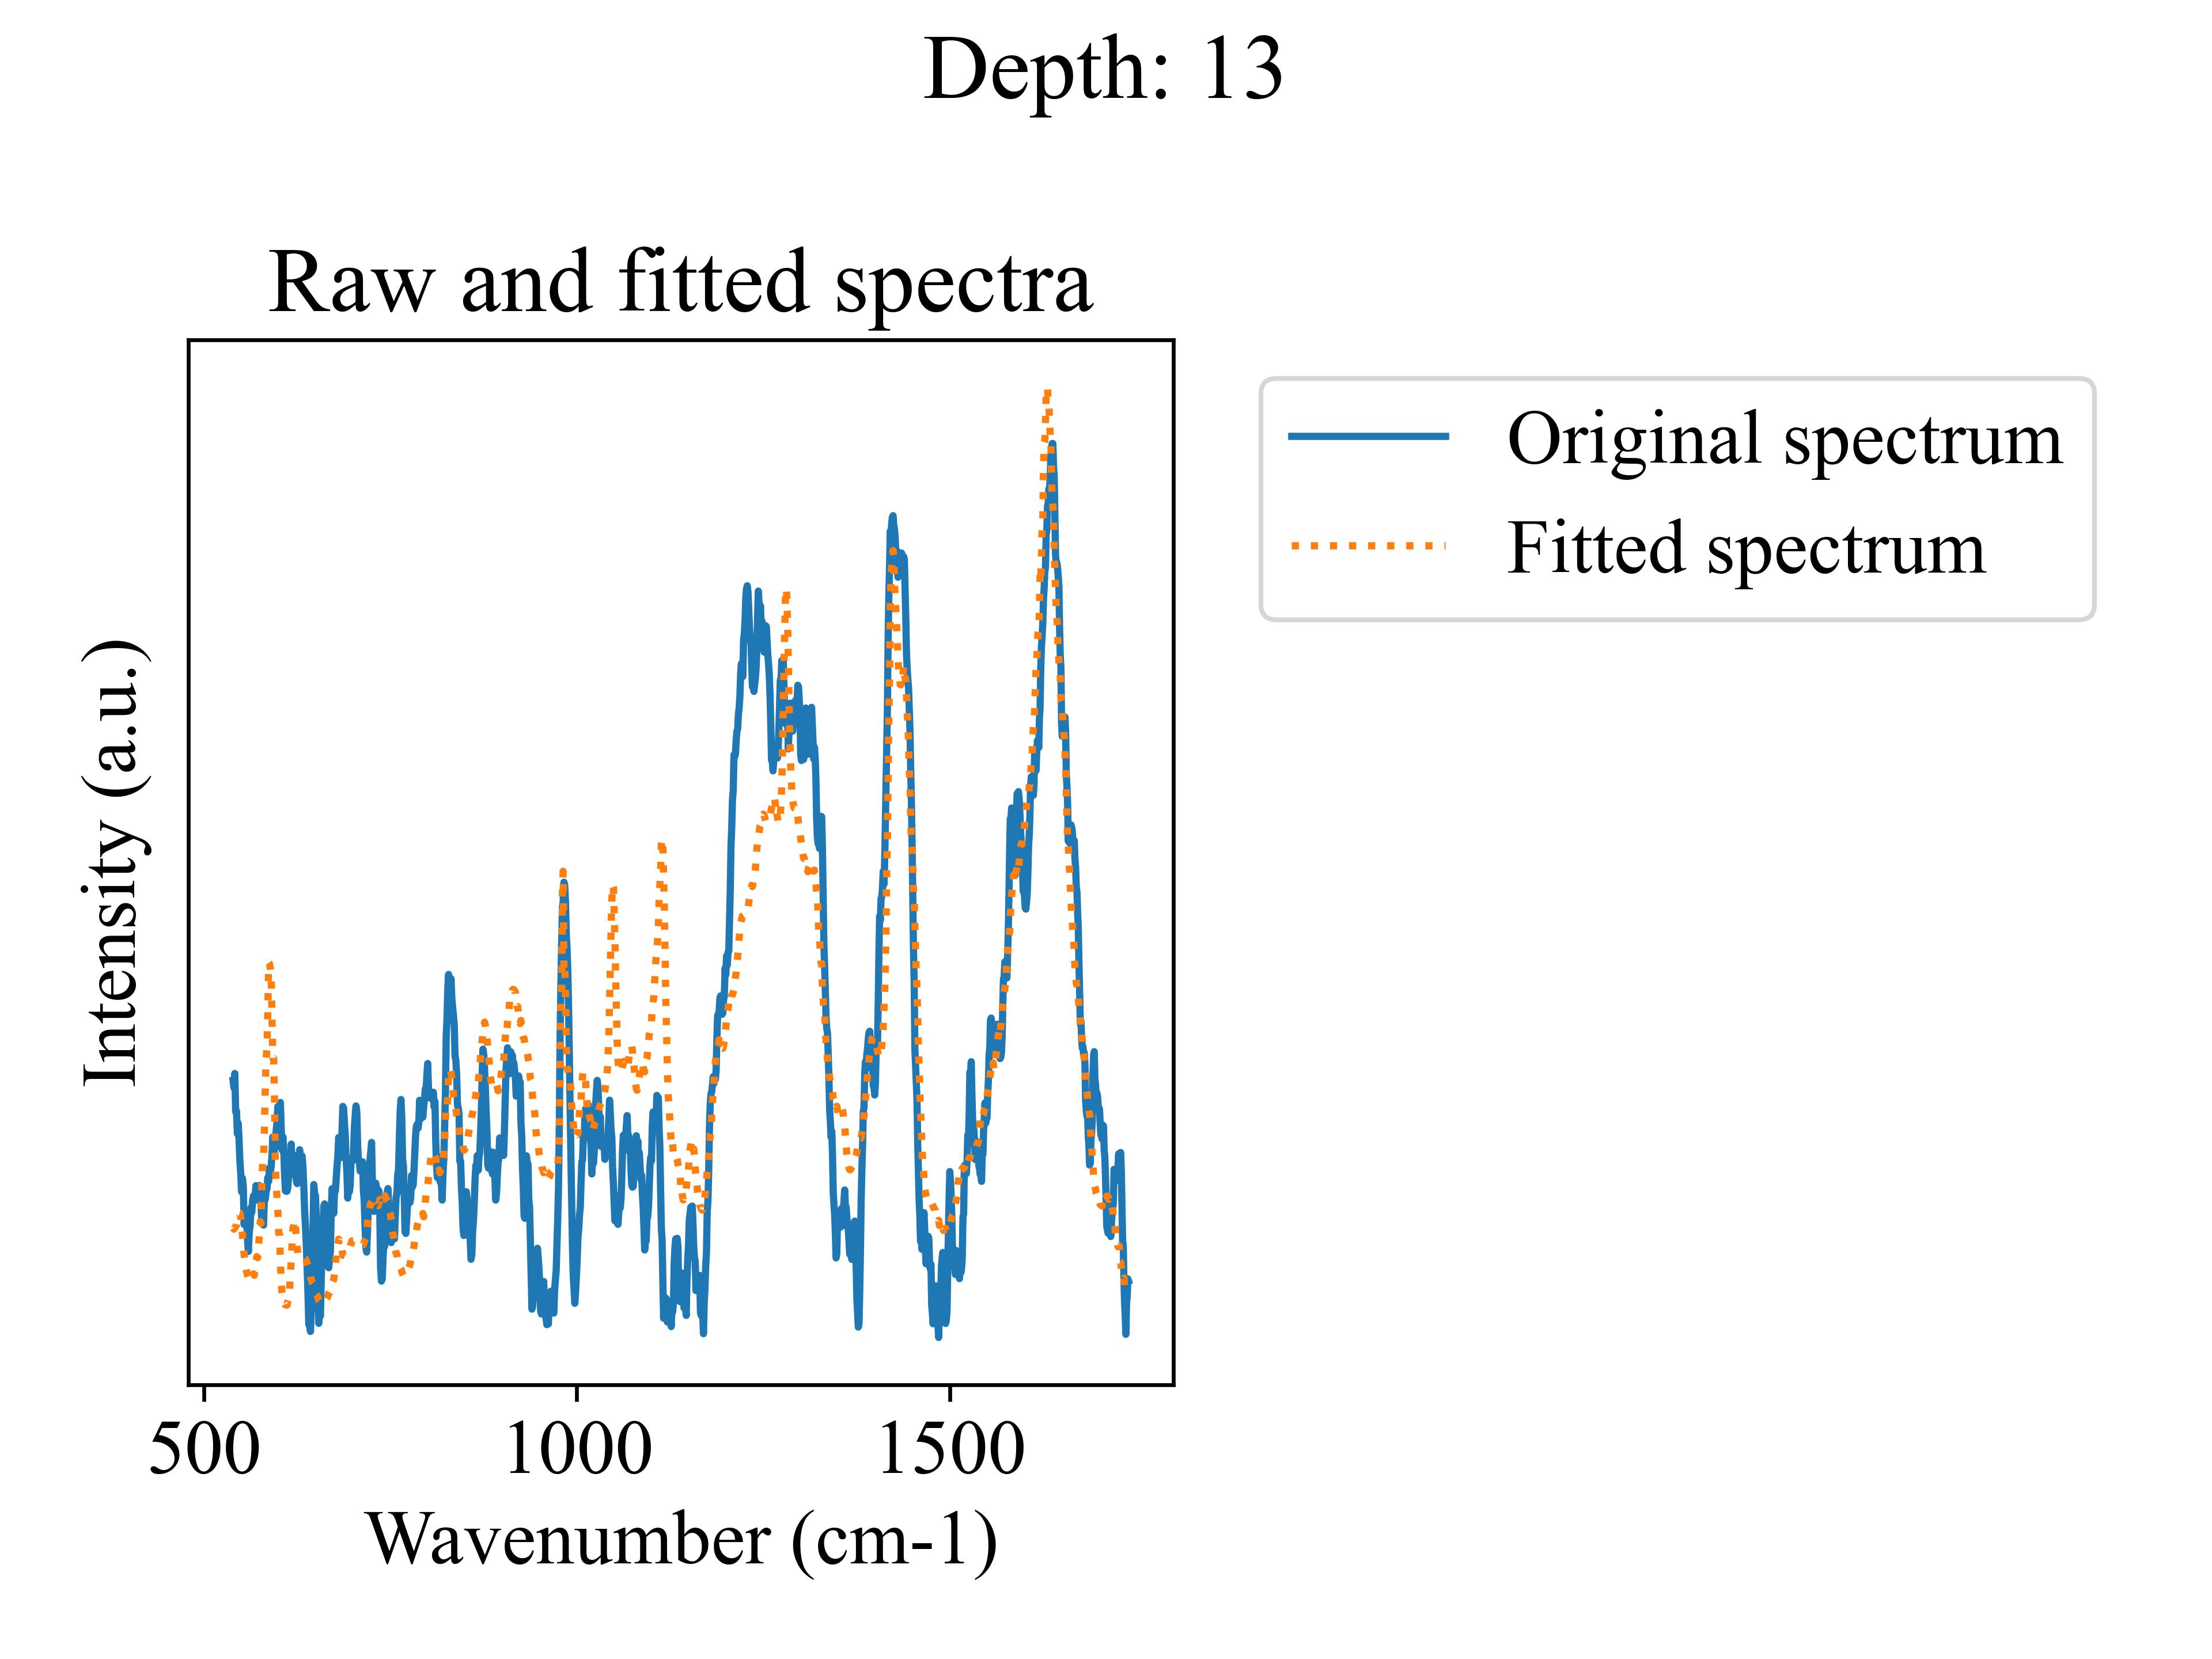 Depth: 13
Raw and fitted spectra
Original spectrum
Fitted spectrum
Intensity (a.u.)
500 1000 1500
Wavenumber (cm-1)